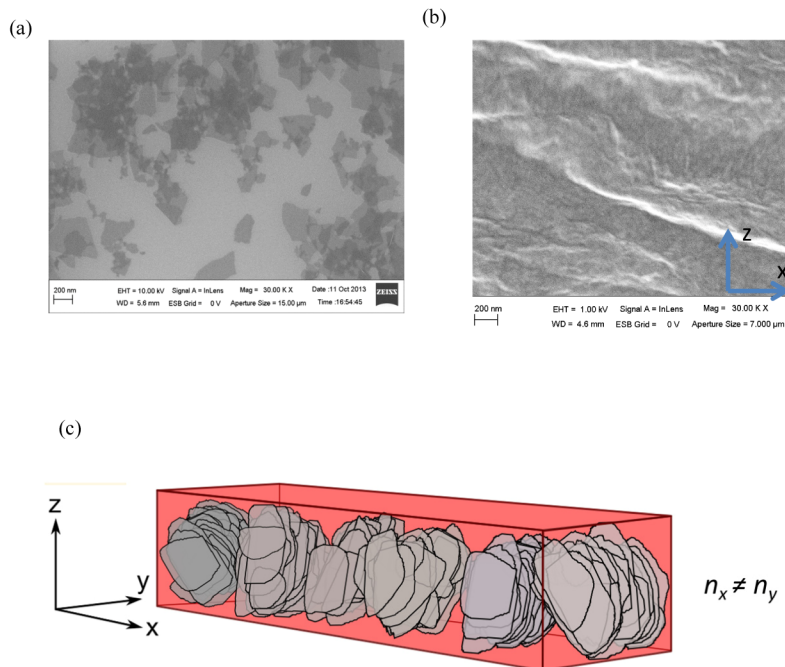 (a)
(b)
200 nm
EHT = 10.00 kV Signal A = InLens Mag = 30.00 K X Date :11 Oct 2013
WD = 5.6 mm ESB Grid = 0 V Aperture Size = 15.00 µm Time :16:54:45
ZEISS
z
x
200 nm
EHT = 1.00 kV Signal A = InLens Mag = 30.00 K X
WD = 4.6 mm ESB Grid = 0 V Aperture Size = 7.000 µm
(c)
z
y
x
nx ≠ ny